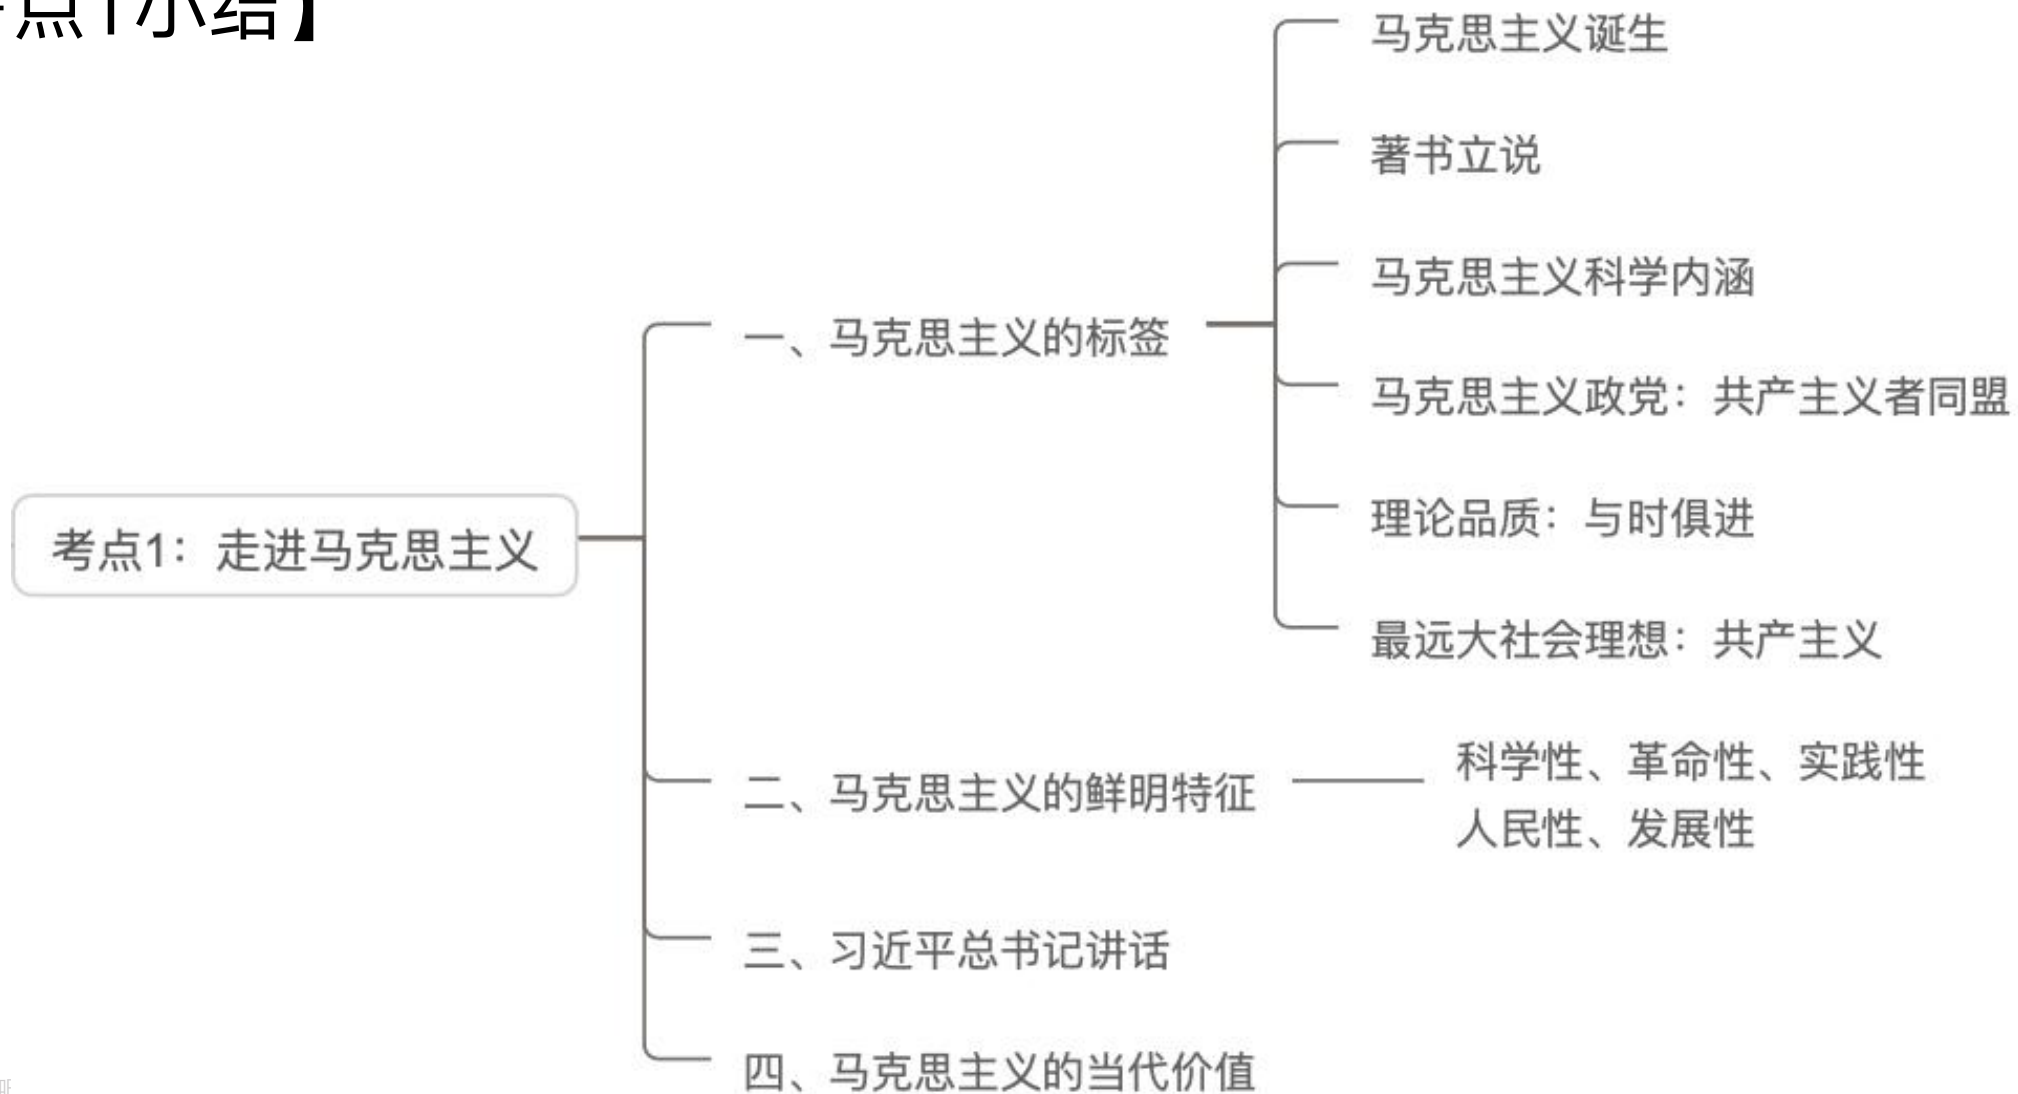 点1小结】
考点1：走进马克思主义
一、马克思主义的标签
马克思主义诞生
著书立说
马克思主义科学内涵
马克思主义政党：共产主义者同盟
理论品质：与时俱进
最远大社会理想：共产主义
二、马克思主义的鲜明特征
科学性、革命性、实践性
人民性、发展性
三、习近平总书记讲话
四、马克思主义的当代价值